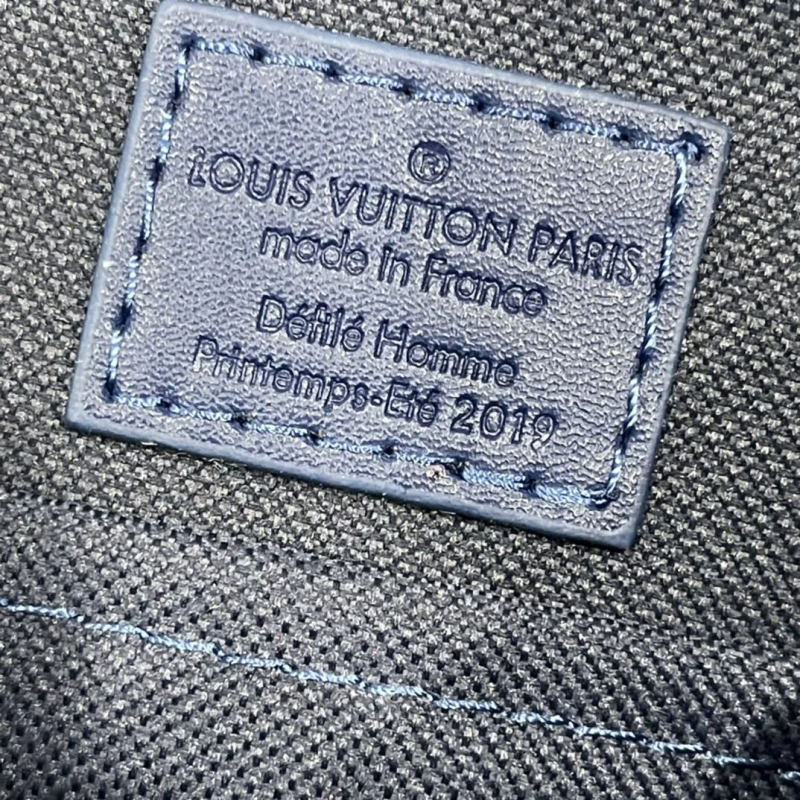 ®
LOUIS VUITTON PARIS
made in France
Défilé Homme
Printemps-Eté 2019